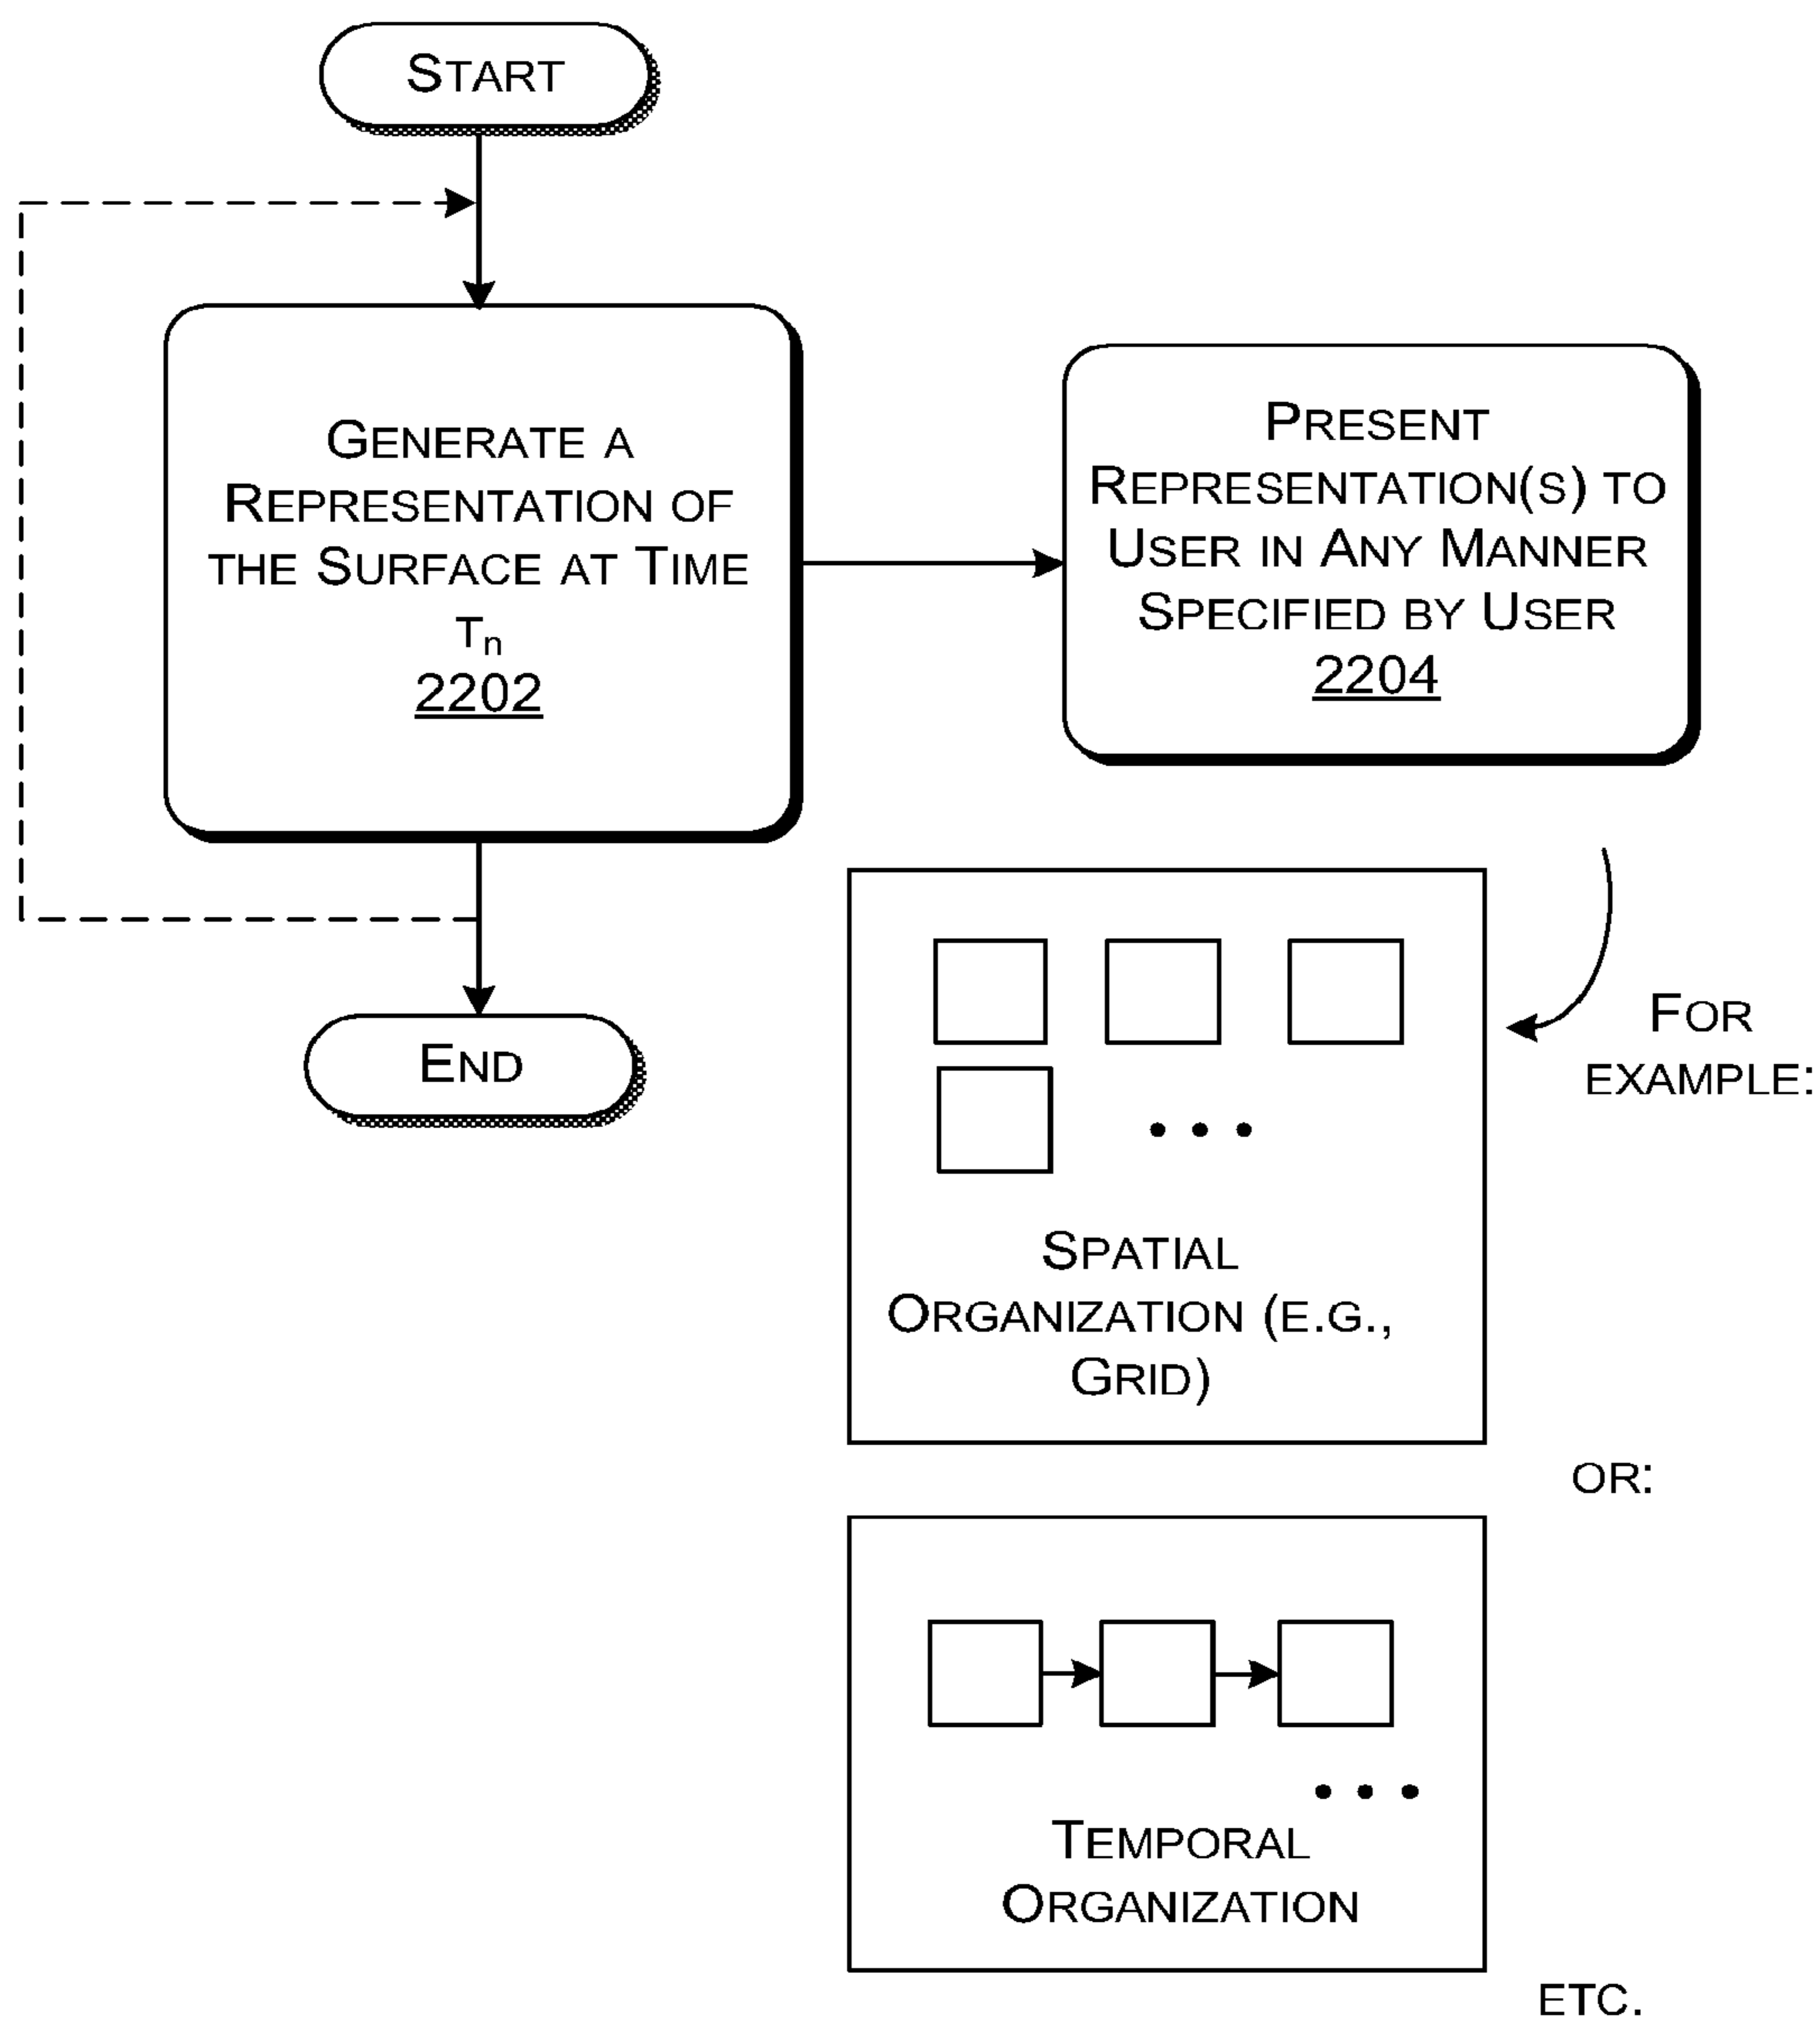 START
GENERATE A
REPRESENTATION OF
THE SURFACE AT TIME
Tn
2202
PRESENT
REPRESENTATION(S) TO
USER IN ANY MANNER
SPECIFIED BY USER
2204
END
FOR
EXAMPLE:
• • •
SPATIAL
ORGANIZATION (E.G.,
GRID)
OR:
• • •
TEMPORAL
ORGANIZATION
ETC.